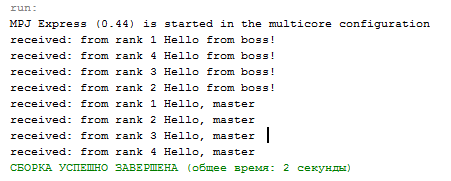 run:
MPJ Express (0.44) is started in the multicore configuration
received: from rank 1 Hello from boss!
received: from rank 4 Hello from boss!
received: from rank 3 Hello from boss!
received: from rank 2 Hello from boss!
received: from rank 1 Hello, master
received: from rank 2 Hello, master
received: from rank 3 Hello, master
received: from rank 4 Hello, master
СБОРКА УСПЕШНО ЗАВЕРШЕНА (общее время: 2 секунды)